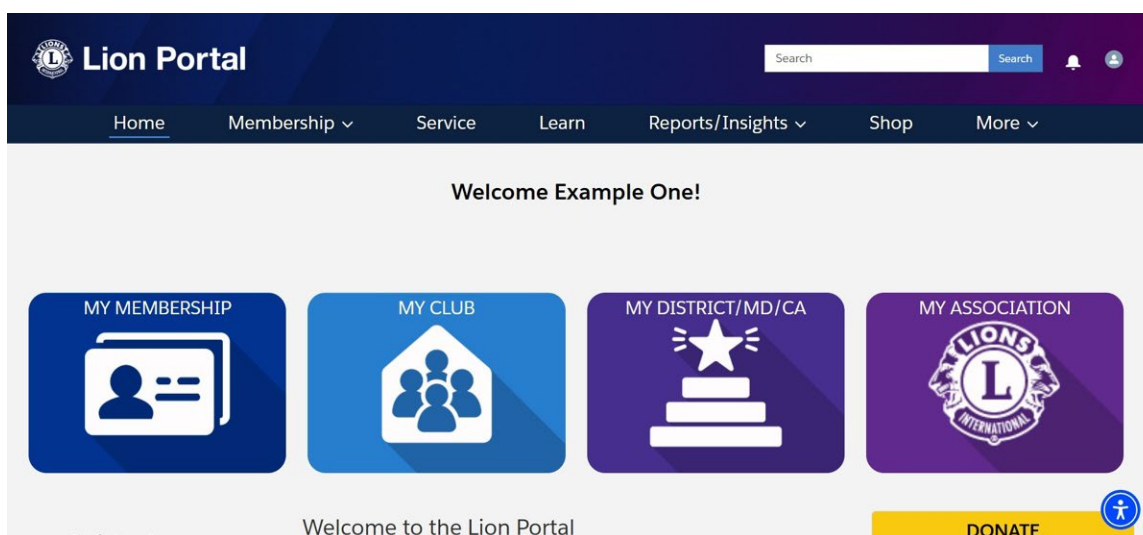 Lion Portal
Search
Search
Home
Membership
Service
Learn
Reports/Insights
Shop
More
Welcome Example One!
MY MEMBERSHIP
MY CLUB
MY DISTRICT/MD/CA
MY ASSOCIATION
LIONS
L
INTERNATIONAL
Welcome to the Lion Portal
DONATE